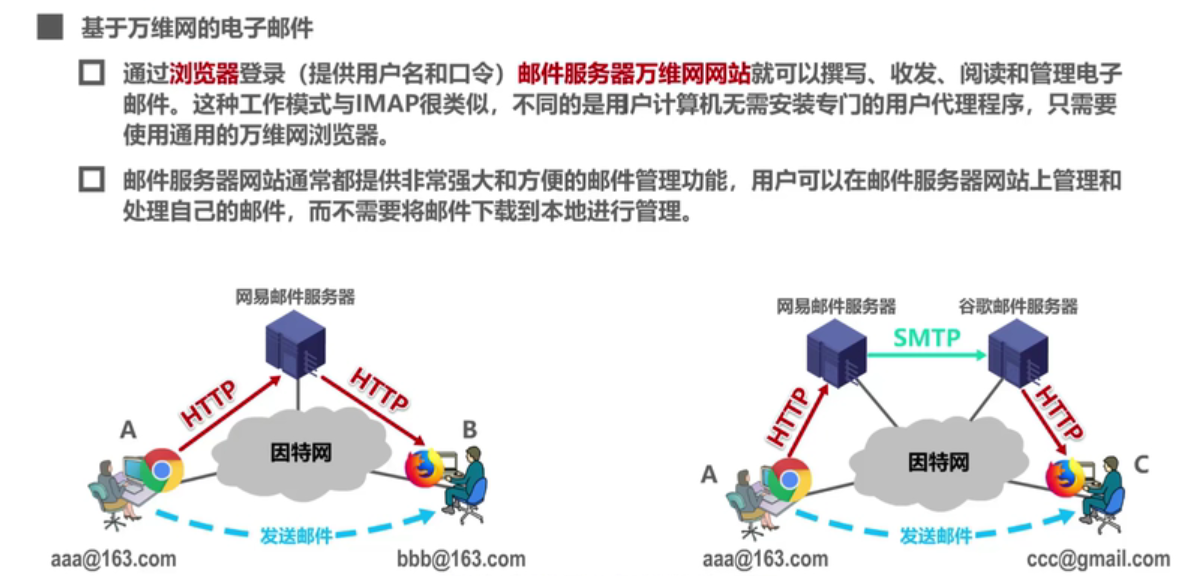 基于万维网的电子邮件
通过浏览器登录（提供用户名和口令）邮件服务器万维网网站就可以撰写、收发、阅读和管理电子
邮件。这种工作模式与IMAP很类似，不同的是用户计算机无需安装专门的用户代理程序，只需要
使用通用的万维网浏览器。
邮件服务器网站通常都提供非常强大和方便的邮件管理功能，用户可以在邮件服务器网站上管理和
处理自己的邮件，而不需要将邮件下载到本地进行管理。
网易邮件服务器
HTTP
HTTP
A
B
因特网
发送邮件
aaa@163.com
bbb@163.com
网易邮件服务器
谷歌邮件服务器
SMTP
HTTP
HTTP
A
C
因特网
发送邮件
aaa@163.com
ccc@gmail.com